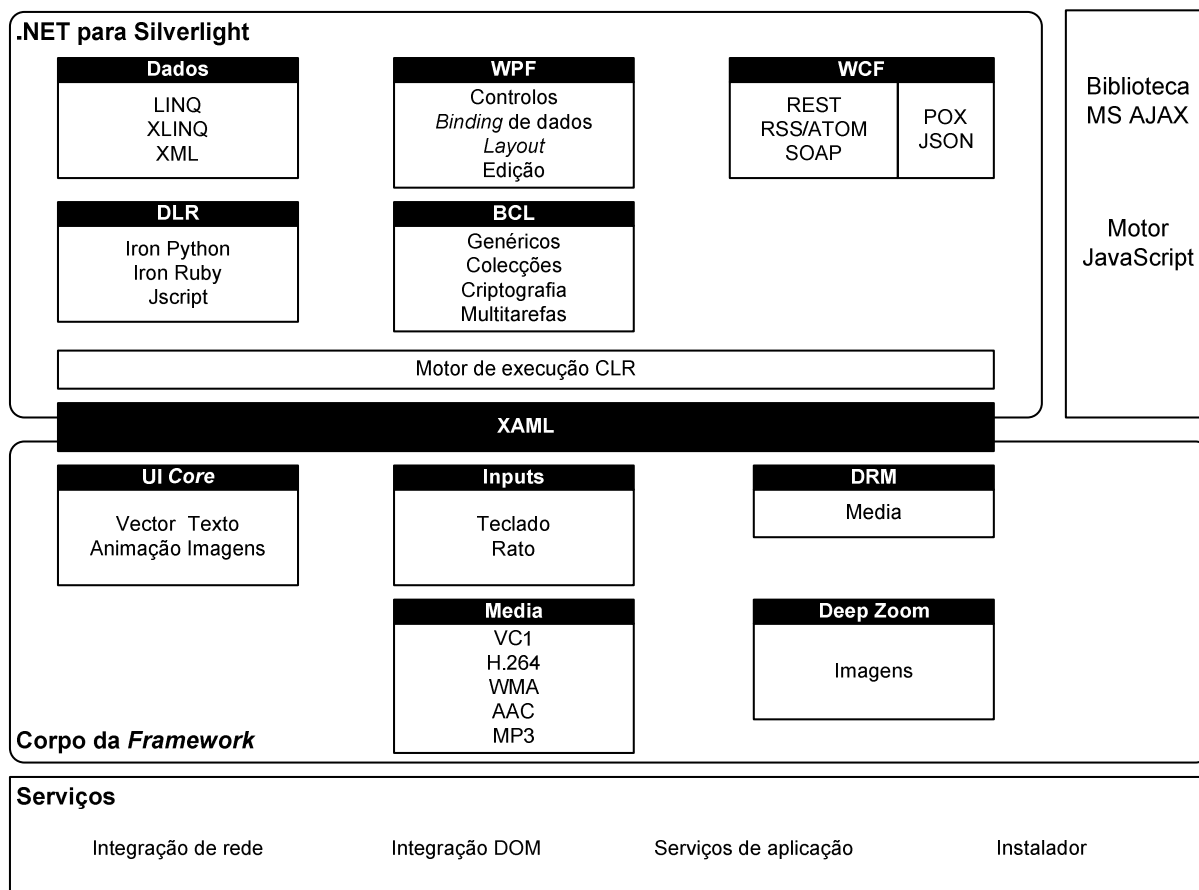 .NET para Silverlight
Dados
LINQ
XLINQ
XML
WPF
Controlos
Binding de dados
Layout
Edição
WCF
REST
RSS/ATOM
SOAP
POX
JSON
DLR
Iron Python
Iron Ruby
Jscript
BCL
Genéricos
Colecções
Criptografia
Multitarefas
Motor de execução CLR
Biblioteca
MS AJAX
Motor
JavaScript
XAML
UI Core
Vector Texto
Animação Imagens
Inputs
Teclado
Rato
DRM
Media
Media
VC1
H.264
WMA
AAC
MP3
Deep Zoom
Imagens
Corpo da Framework
Serviços
Integração de rede
Integração DOM
Serviços de aplicação
Instalador